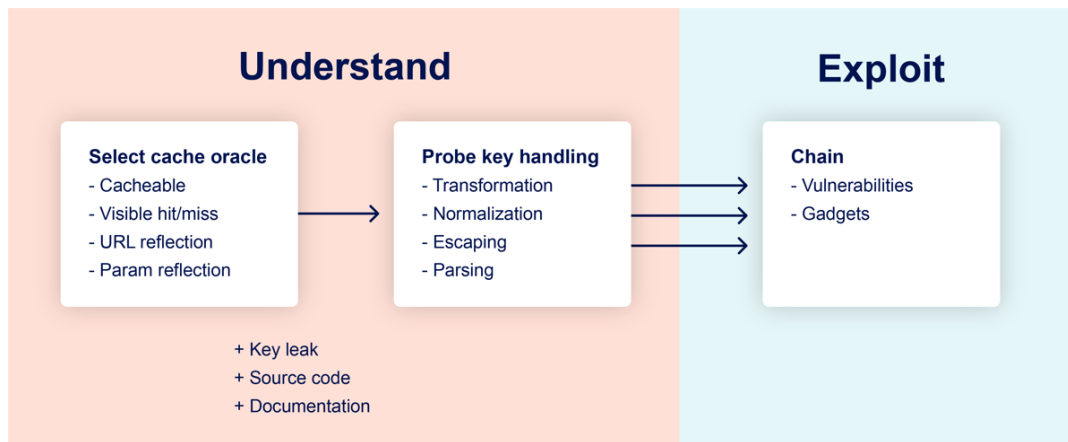 Understand
Exploit
Select cache oracle
- Cacheable
- Visible hit/miss
- URL reflection
- Param reflection
Probe key handling
- Transformation
- Normalization
- Escaping
- Parsing
Chain
- Vulnerabilities
- Gadgets
+ Key leak
+ Source code
+ Documentation